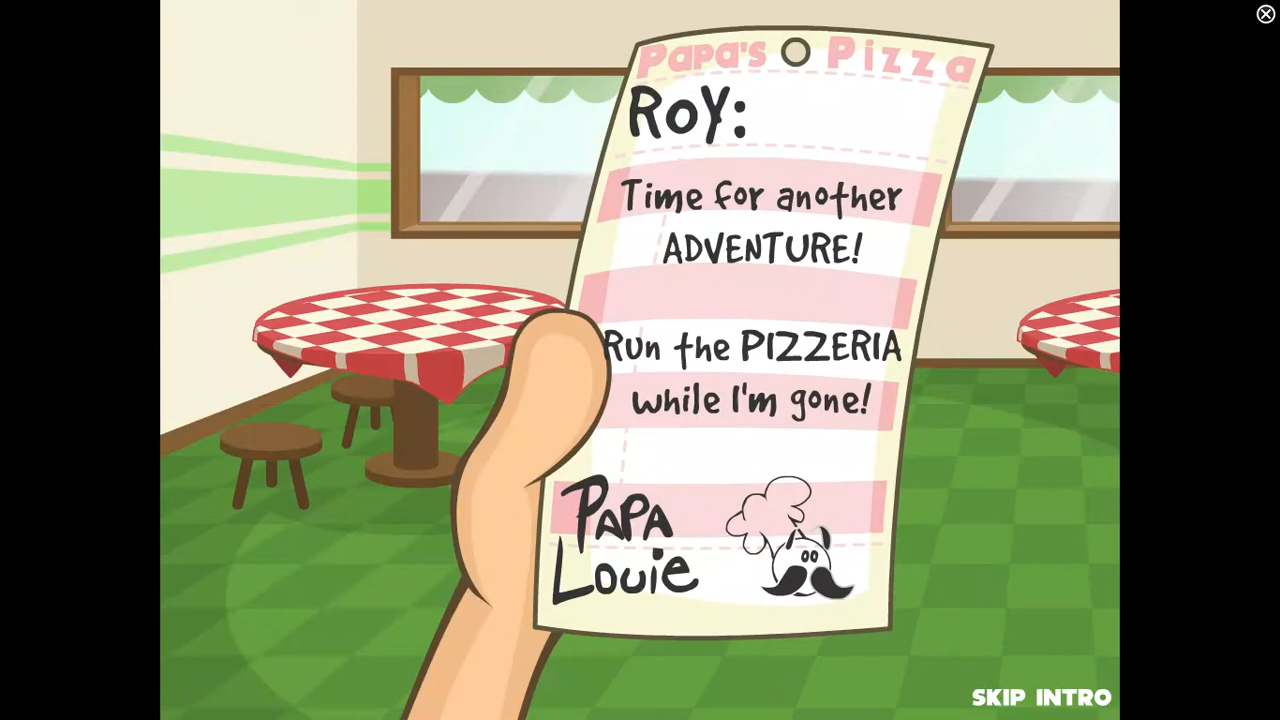 Papa's Pizza
Roy:
Time for another
ADVENTURE!
Run the PIZZERIA
while I'm gone!
PAPA
Louie
SKIP INTRO